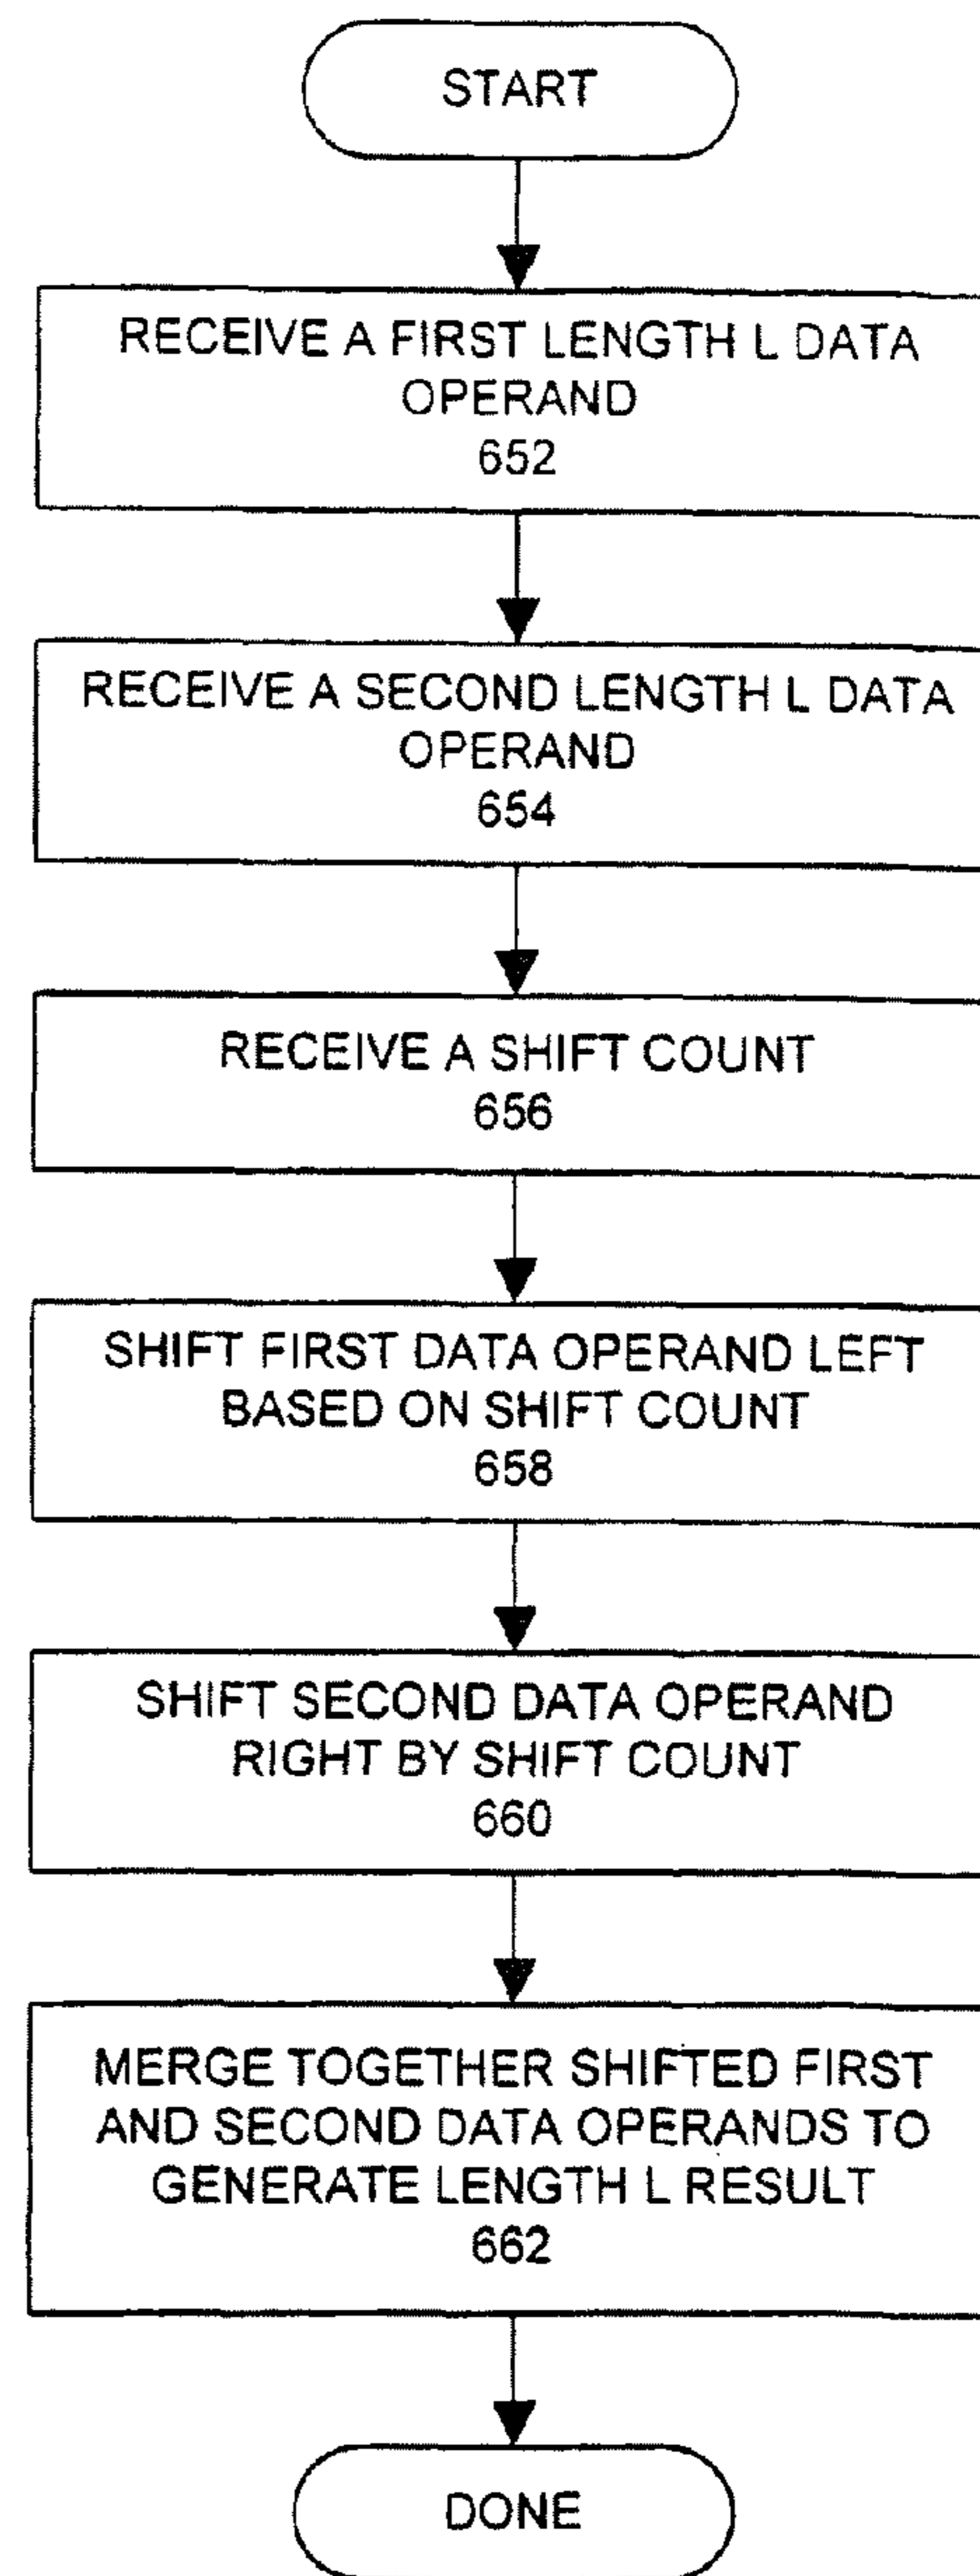 START
RECEIVE A FIRST LENGTH L DATA
OPERAND
652
RECEIVE A SECOND LENGTH L DATA
OPERAND
654
RECEIVE A SHIFT COUNT
656
SHIFT FIRST DATA OPERAND LEFT
BASED ON SHIFT COUNT
658
SHIFT SECOND DATA OPERAND
RIGHT BY SHIFT COUNT
660
MERGE TOGETHER SHIFTED FIRST
AND SECOND DATA OPERANDS TO
GENERATE LENGTH L RESULT
662
DONE